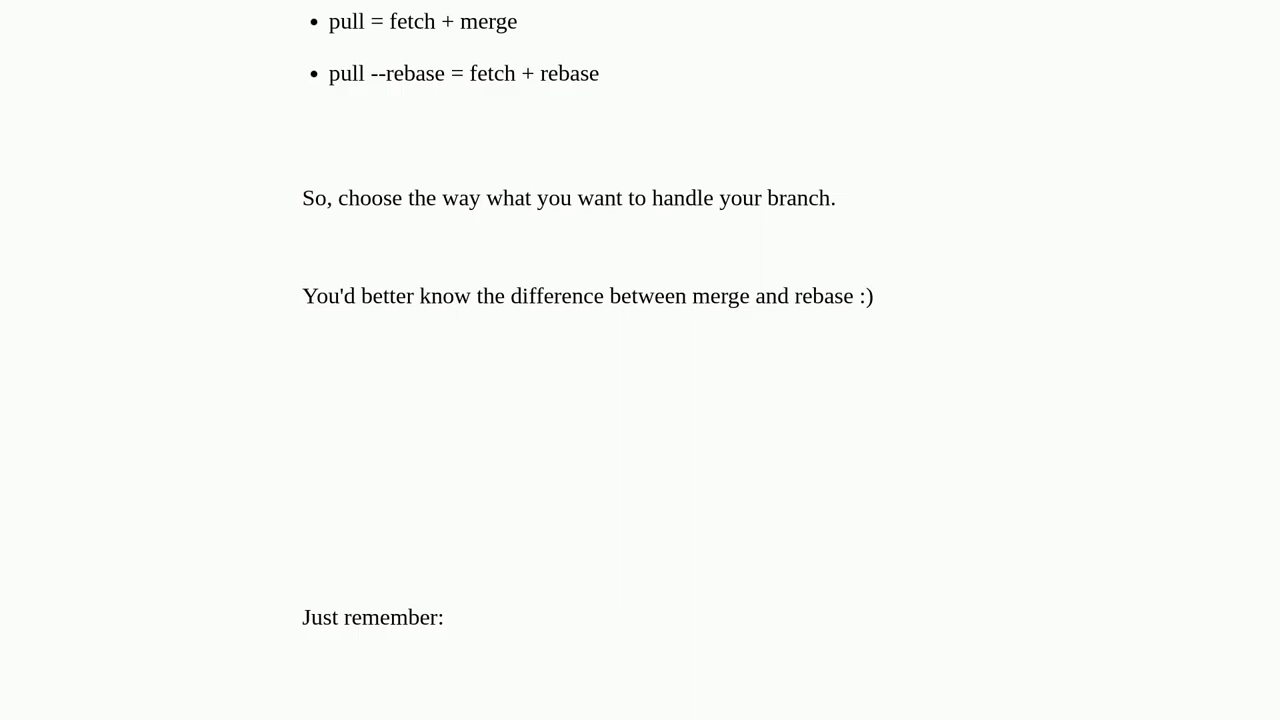 • pull = fetch + merge
• pull --rebase = fetch + rebase
So, choose the way what you want to handle your branch.
You'd better know the difference between merge and rebase :)
Just remember: